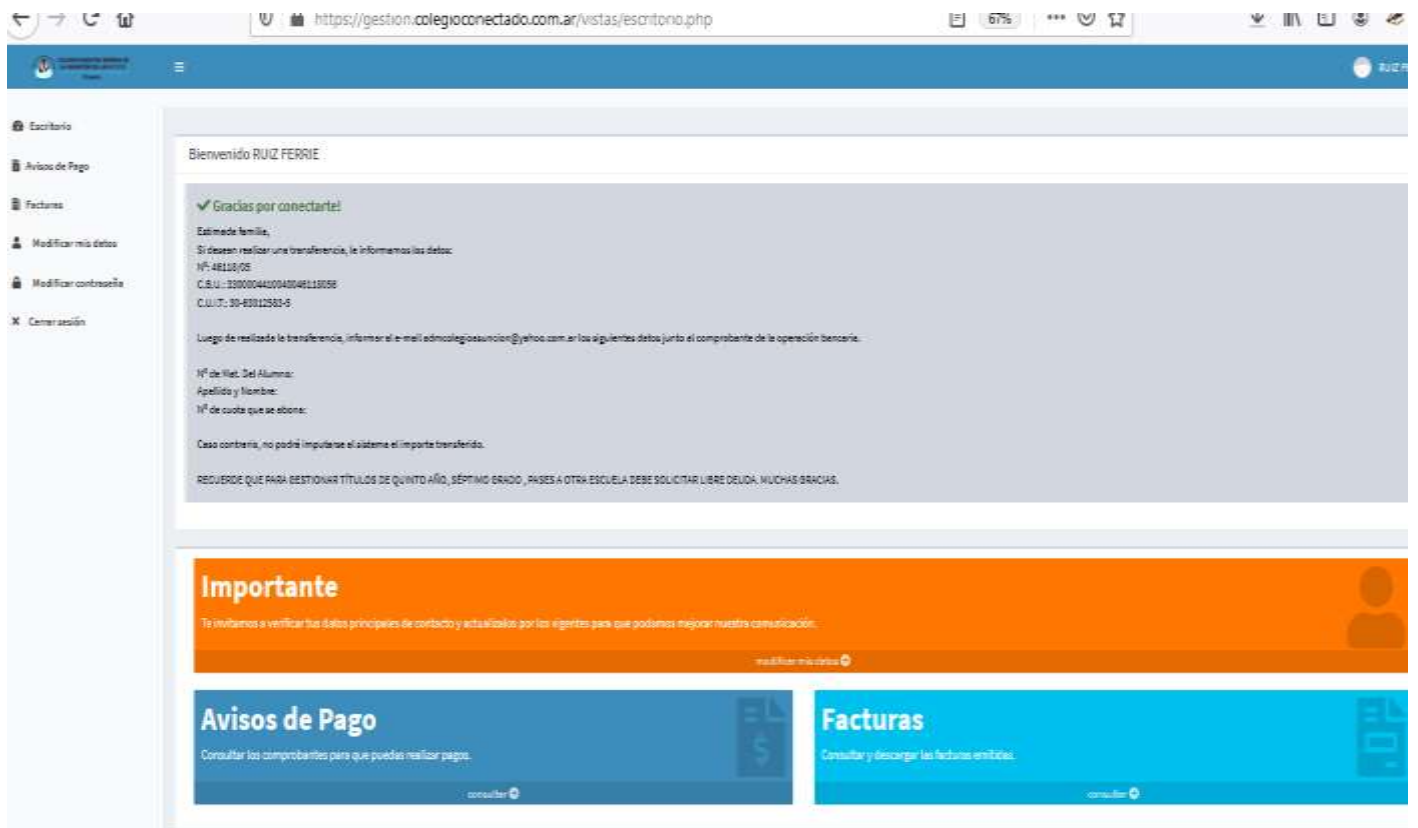 https://gestion.colegioconectado.com.ar/vistas/escritorio.php
67%
RUIZ
Escritorio
Avisos de Pago
Facturas
Modificar mis datos
Modificar contraseña
Cerrar sesión
Bienvenido RUIZ FERRIE
Gracias por conectarte!
Estimada familia,
Si desean realizar una transferencia, le informamos los datos:
Nº: 46118/05
C.B.U.:
C.U.I.T.:
Luego de realizada la transferencia, informar al e-mail admcolegioasuncion@yahoo.com.ar los siguientes datos junto al comprobante de la operación bancaria.
Nº de Mat. Del Alumno:
Apellido y Nombre:
Nº de cuota que se abona:
Caso contrario, no podrá imputarse al sistema el importe transferido.
RECUERDE QUE PARA GESTIONAR TÍTULOS DE QUINTO AÑO, SÉPTIMO GRADO , PASES A OTRA ESCUELA DEBE SOLICITAR LIBRE DEUDA. MUCHAS GRACIAS.
Importante
Te invitamos a verificar tus datos principales de contacto y actualizalos por los vigentes para que podamos mejorar nuestra comunicación.
modificar mis datos
Avisos de Pago
Consultar los comprobantes para que puedas realizar pagos.
consultar
Facturas
Consultar y descargar las facturas emitidas.
consultar